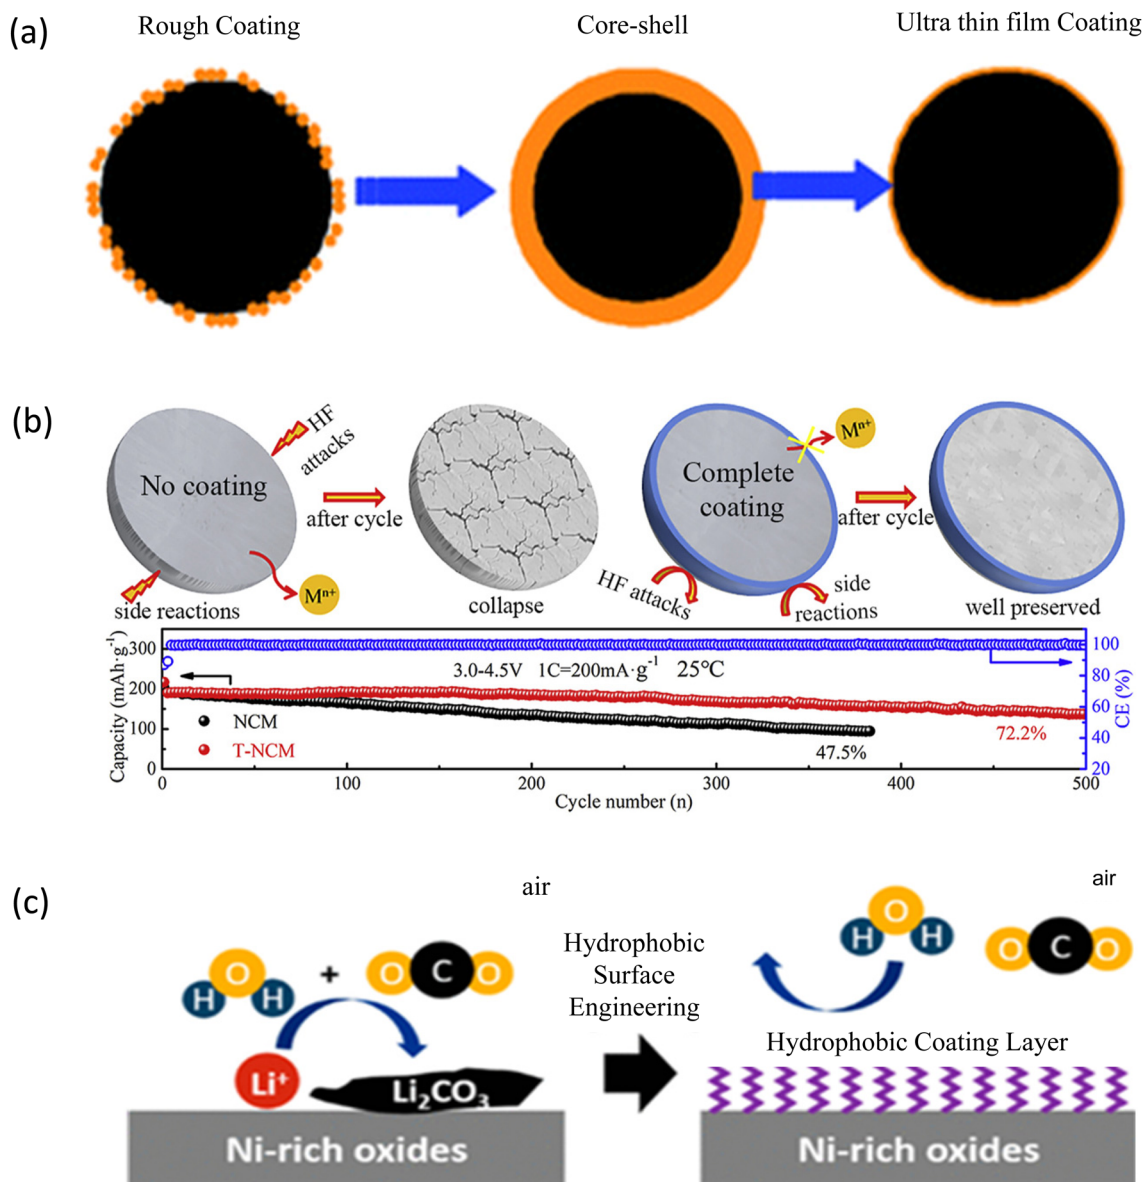 (a)
Rough Coating
Core-shell
Ultra thin film Coating
(b)
No coating
HF
attacks
side reactions
Mⁿ⁺
after cycle
collapse
Complete
coating
Mⁿ⁺
HF attacks
side
reactions
after cycle
well preserved
Capacity (mAh·g⁻¹)
300
200
100
0
3.0-4.5V 1C=200mA·g⁻¹ 25℃
NCM
T-NCM
47.5%
72.2%
0
100
200
300
400
500
Cycle number (n)
100
80
60
40
20
CE (%)
(c)
air
H O H + O C O
Li⁺
Li₂CO₃
Ni-rich oxides
Hydrophobic
Surface
Engineering
air
H O H
O C O
Hydrophobic Coating Layer
Ni-rich oxides